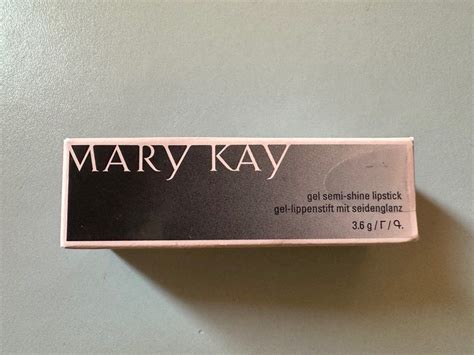 MARY KAY
gel semi-shine lipstick
gel-lippenstift mit seidenglanz
3.6 g / Г / Գ.